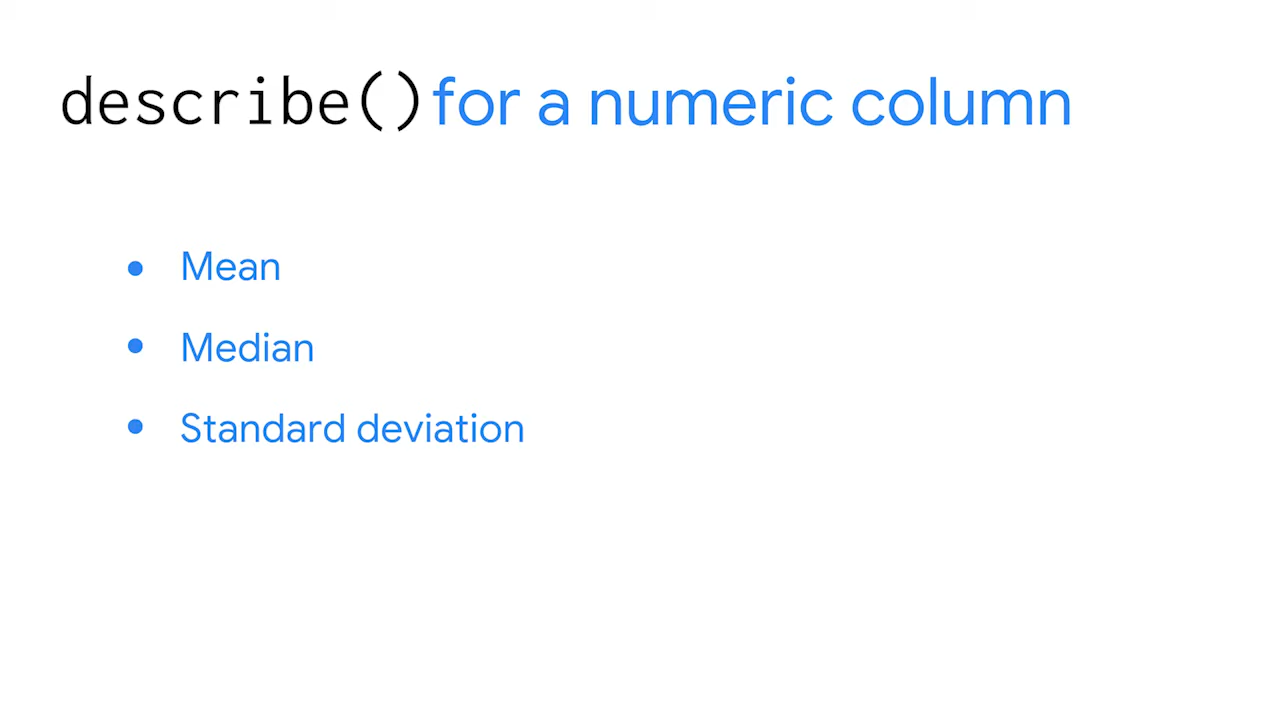 describe() for a numeric column
• Mean
• Median
• Standard deviation